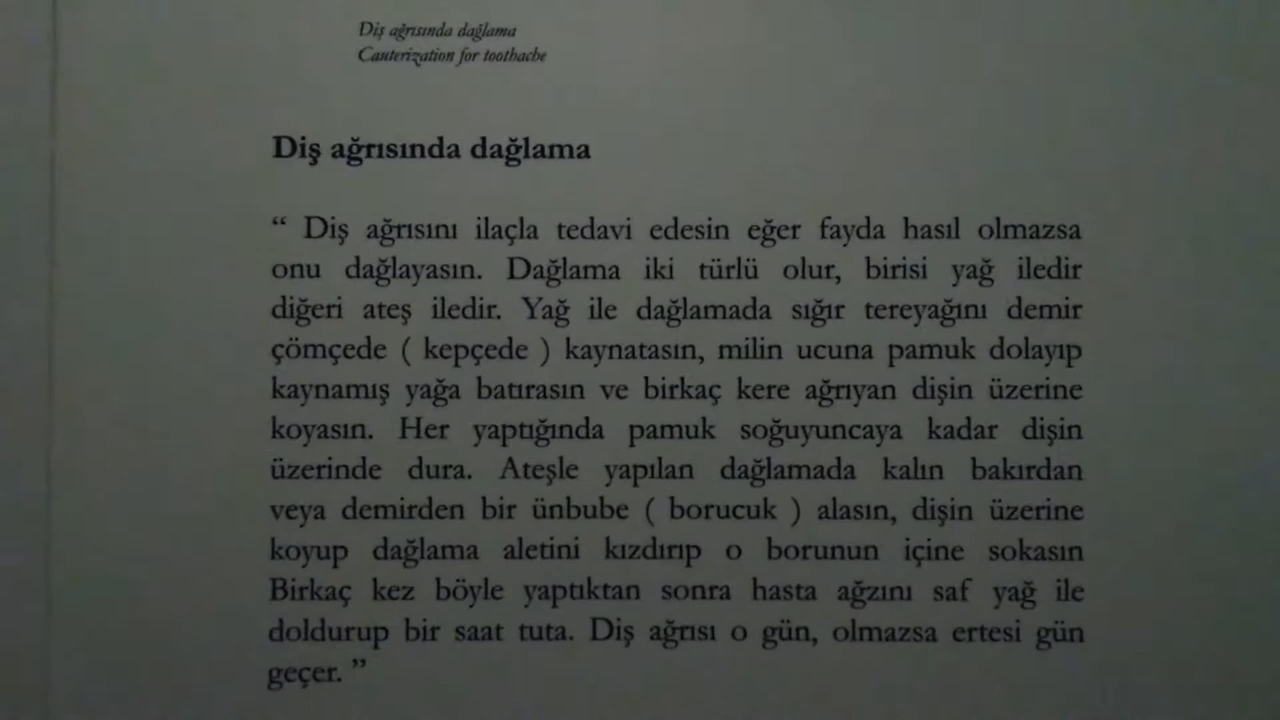 Diş ağrısında dağlama
Cauterization for toothache
Diş ağrısında dağlama
“ Diş ağrısını ilaçla tedavi edesin eğer fayda hasıl olmazsa
onu dağlayasın. Dağlama iki türlü olur, birisi yağ iledir
diğeri ateş iledir. Yağ ile dağlamada sığır tereyağını demir
çömçede ( kepçede ) kaynatasın, milin ucuna pamuk dolayıp
kaynamış yağa batırasın ve birkaç kere ağrıyan dişin üzerine
koyasın. Her yaptığında pamuk soğuyuncaya kadar dişin
üzerinde dura. Ateşle yapılan dağlamada kalın bakırdan
veya demirden bir ünbube ( borucuk ) alasın, dişin üzerine
koyup dağlama aletini kızdırıp o borunun içine sokasın
Birkaç kez böyle yaptıktan sonra hasta ağzını saf yağ ile
doldurup bir saat tuta. Diş ağrısı o gün, olmazsa ertesi gün
geçer. ”